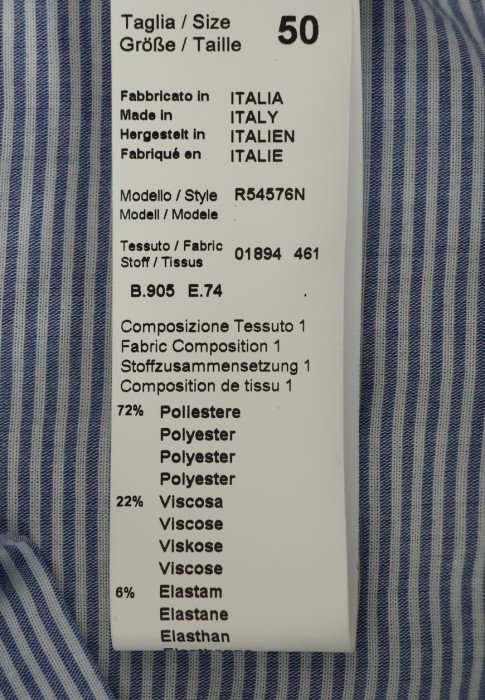 Taglia / Size 50
Größe / Taille
Fabbricato in ITALIA
Made in ITALY
Hergestelt in ITALIEN
Fabriqué en ITALIE
Modello / Style R54576N
Modell / Modele
Tessuto / Fabric 01894 461
Stoff / Tissus
B.905 E.74
Composizione Tessuto 1
Fabric Composition 1
Stoffzusammensetzung 1
Composition de tissu 1
72% Poliestere
Polyester
Polyester
Polyester
22% Viscosa
Viscose
Viskose
Viscose
6% Elastam
Elastane
Elasthan